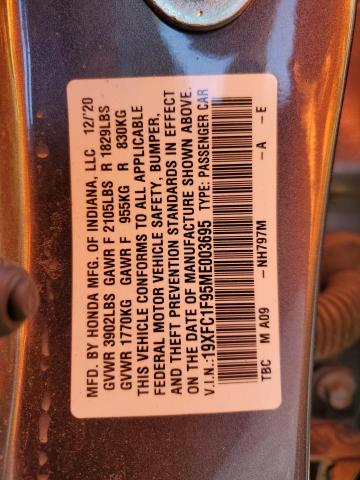 MFD. BY HONDA MFG. OF INDIANA, LLC 12/'20
GVWR 3902LBS GAWR F 2105LBS R 1829LBS
GVWR 1770KG GAWR F 955KG R 830KG
THIS VEHICLE CONFORMS TO ALL APPLICABLE
FEDERAL MOTOR VEHICLE SAFETY, BUMPER,
AND THEFT PREVENTION STANDARDS IN EFFECT
ON THE DATE OF MANUFACTURE SHOWN ABOVE.
V.I.N.:19XFC1F95ME003695 TYPE: PASSENGER CAR
TBC M A09 -NH797M -A -E